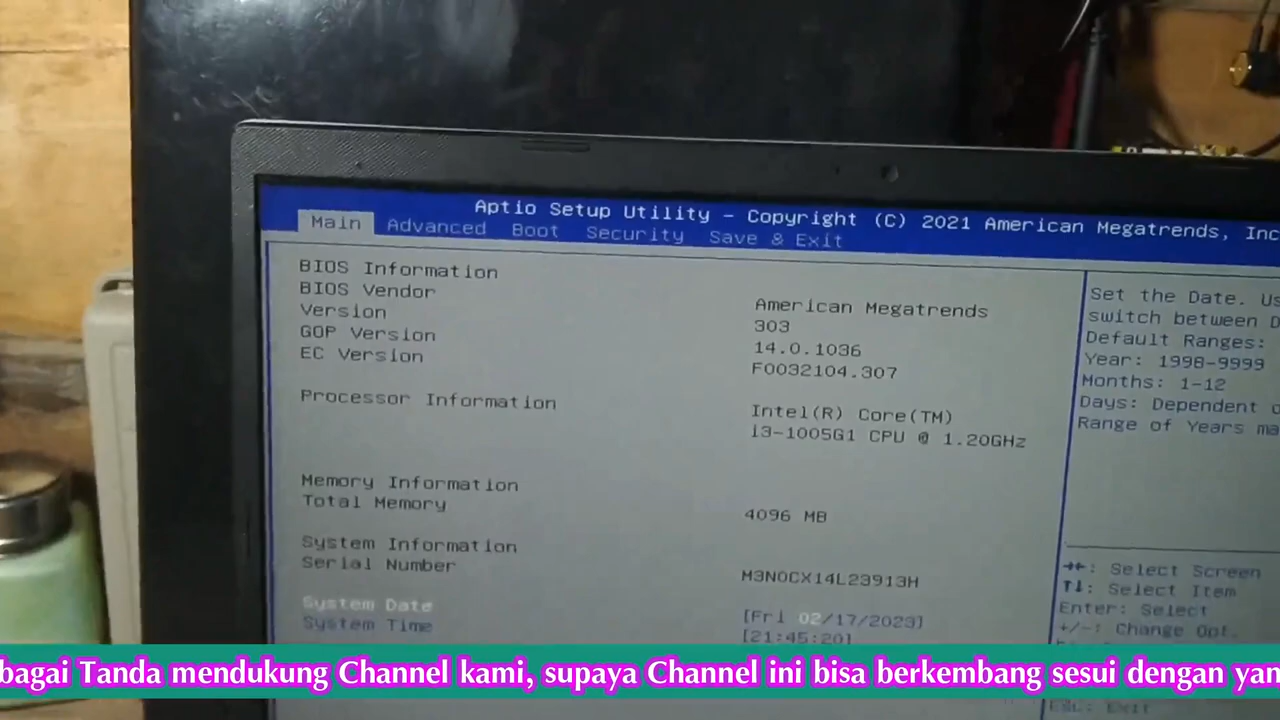 Aptio Setup Utility – Copyright (C) 2021 American Megatrends, Inc
Main Advanced Boot Security Save & Exit
BIOS Information
BIOS Vendor American Megatrends
Version 303
GOP Version 14.0.1036
EC Version F0032104.307
Processor Information Intel(R) Core(TM)
i3-1005G1 CPU @ 1.20GHz
Memory Information
Total Memory 4096 MB
System Information
Serial Number M3N0CX14L23913H
System Date [Fri 02/17/2023]
System Time [21:45:20]
Set the Date. Us
switch between D
Default Ranges:
Year: 1998-9999
Months: 1-12
Days: Dependent o
Range of Years ma
→←: Select Screen
↑↓: Select Item
Enter: Select
+/-: Change Opt.
ESC: Exit
bagai Tanda mendukung Channel kami, supaya Channel ini bisa berkembang sesui dengan yan